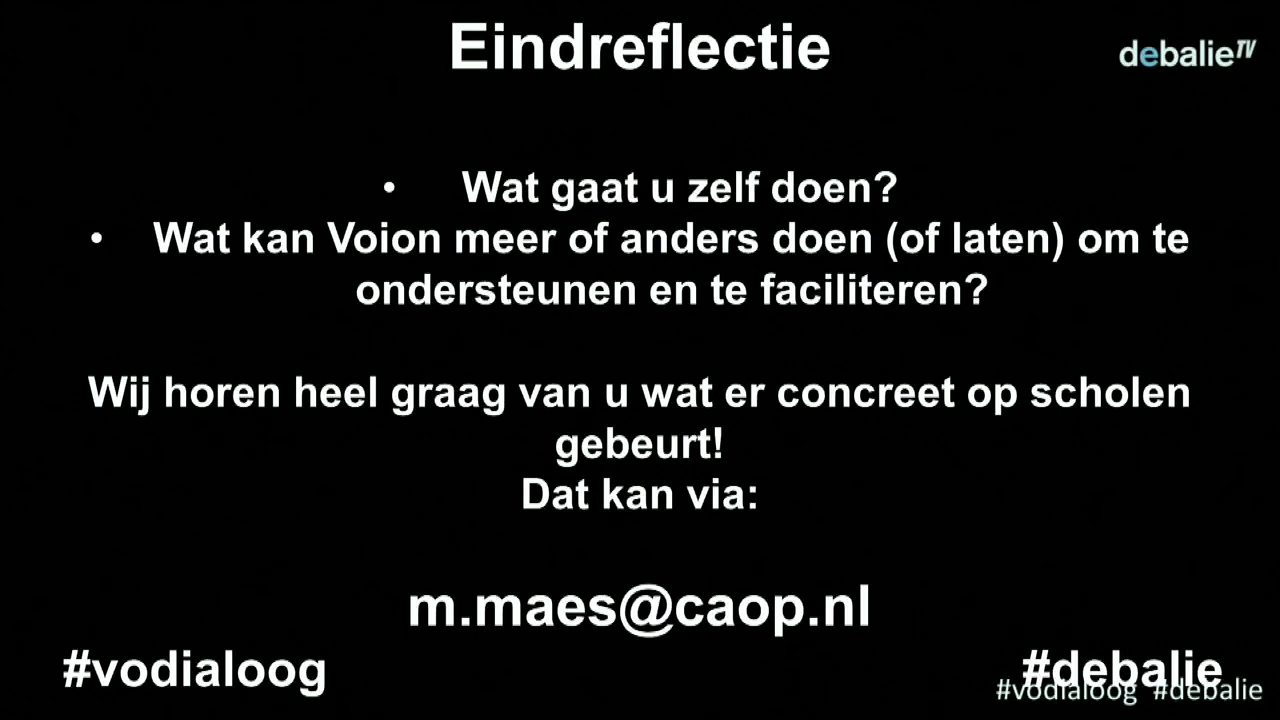 Eindreflectie
debalieTV
• Wat gaat u zelf doen?
• Wat kan Voion meer of anders doen (of laten) om te
ondersteunen en te faciliteren?
Wij horen heel graag van u wat er concreet op scholen
gebeurt!
Dat kan via:
m.maes@caop.nl
#vodialoog #debalie
#vodialoog #debalie